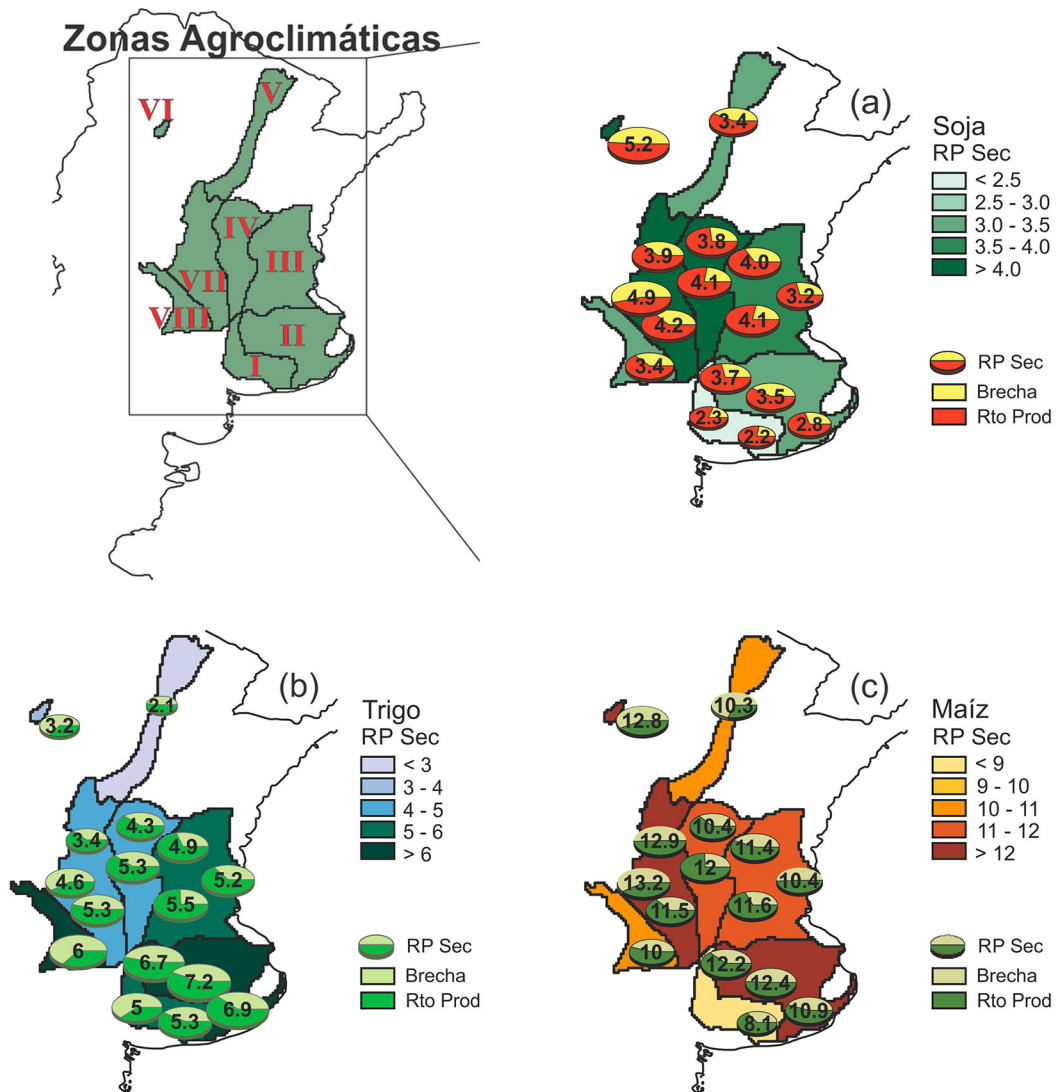 Zonas Agroclimáticas
V
VI
IV
III
VII
VIII
II
I
(a)
Soja
RP Sec
< 2.5
2.5 - 3.0
3.0 - 3.5
3.5 - 4.0
> 4.0
3.4
5.2
3.8
3.9
4.0
4.1
4.9
3.2
4.2
4.1
3.4
3.7
3.5
2.3
2.8
2.2
RP Sec
Brecha
Rto Prod
(b)
Trigo
RP Sec
< 3
3 - 4
4 - 5
5 - 6
> 6
2.1
3.2
4.3
3.4
4.9
5.3
4.6
5.2
5.3
5.5
6
6.7
7.2
5
6.9
5.3
RP Sec
Brecha
Rto Prod
(c)
Maíz
RP Sec
< 9
9 - 10
10 - 11
11 - 12
> 12
10.3
12.8
10.4
12.9
11.4
12
13.2
10.4
11.5
11.6
10
12.2
12.4
10.9
8.1
RP Sec
Brecha
Rto Prod